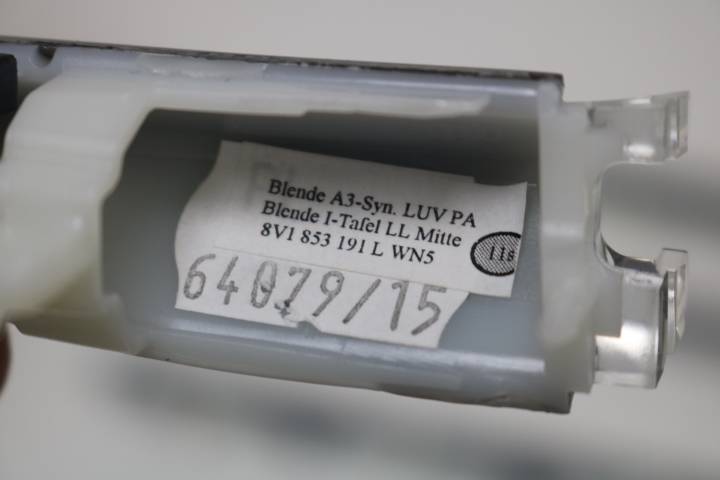 Blende A3-Syn. LUV PA
Blende I-Tafel LL Mitte
8V1 853 191 L WN5
11s
64079/15